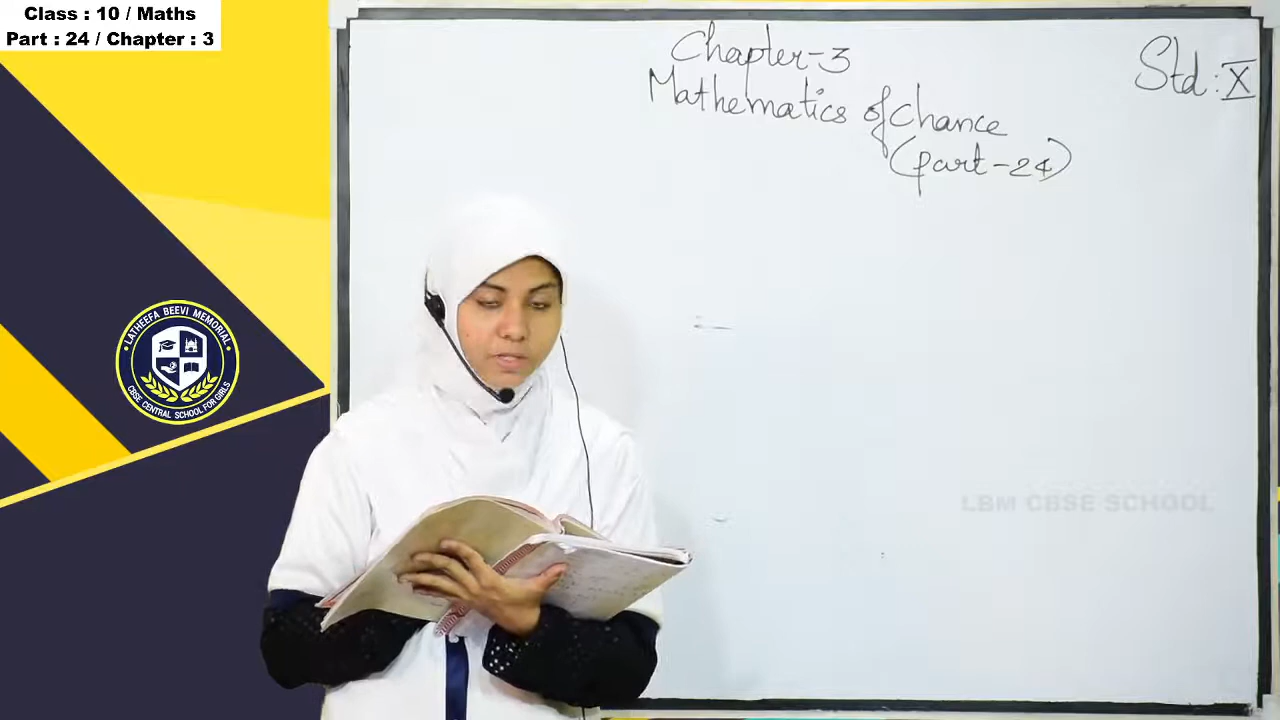 Class : 10 / Maths
Part : 24 / Chapter : 3
Chapter-3
Mathematics of chance
(part-24)
Std : X
LATHEEFA BEEVI MEMORIAL
CBSE CENTRAL SCHOOL FOR GIRLS
LBM CBSE SCHOOL